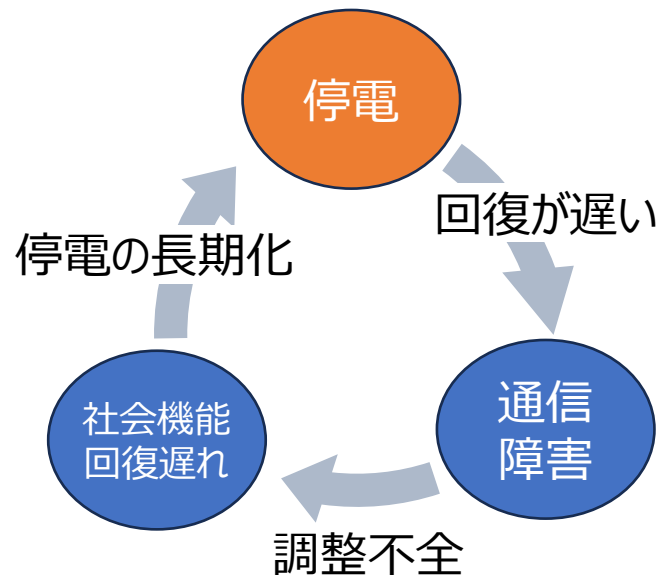 停電
回復が遅い
停電の長期化
通信
障害
社会機能
回復遅れ
調整不全